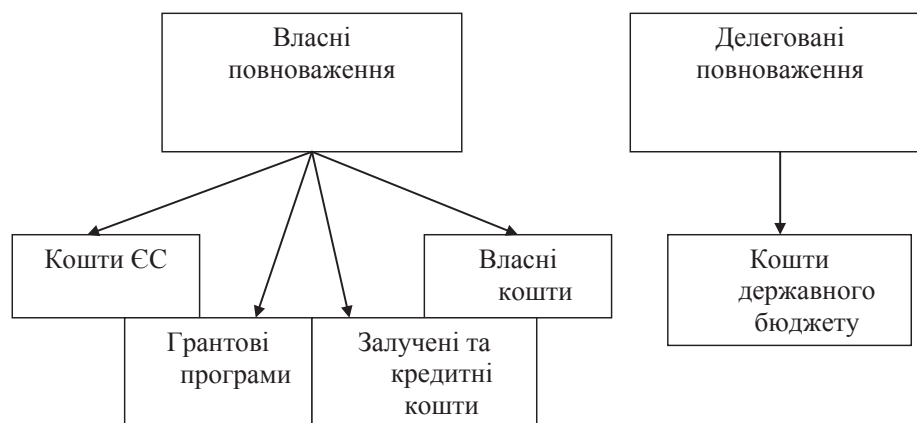 Власні
повноваження
Делеговані
повноваження
Кошти ЄС
Власні
кошти
Кошти
державного
бюджету
Грантові
програми
Залучені та
кредитні
кошти